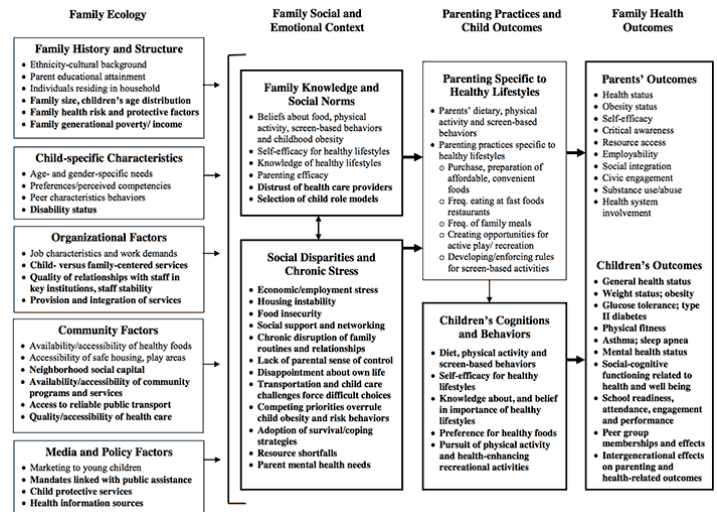 Family Ecology
Family History and Structure
• Ethnicity-cultural background
• Parent educational attainment
• Individuals residing in household
• Family size, children's age distribution
• Family health risk and protective factors
• Family generational poverty/ income
Child-specific Characteristics
• Age- and gender-specific needs
• Preferences/perceived competencies
• Peer characteristics behaviors
• Disability status
Organizational Factors
• Job characteristics and work demands
• Child- versus family-centered services
• Quality of relationships with staff in
key institutions, staff stability
• Provision and integration of services
Community Factors
• Availability/accessibility of healthy foods
• Accessibility of safe housing, play areas
• Neighborhood social capital
• Availability/accessibility of community
programs and services
• Access to reliable public transport
• Quality/accessibility of health care
Media and Policy Factors
• Marketing to young children
• Mandates linked with public assistance
• Child protective services
• Health information sources
Family Social and
Emotional Context
Family Knowledge and
Social Norms
• Beliefs about food, physical
activity, screen-based behaviors
and childhood obesity
• Self-efficacy for healthy lifestyles
• Knowledge of healthy lifestyles
• Parenting efficacy
• Distrust of health care providers
• Selection of child role models
Social Disparities and
Chronic Stress
• Economic/employment stress
• Housing instability
• Food insecurity
• Social support and networking
• Chronic disruption of family
routines and relationships
• Lack of parental sense of control
• Disappointment about own life
• Transportation and child care
challenges force difficult choices
• Competing priorities overrule
child obesity and risk behaviors
• Adoption of survival/coping
strategies
• Resource shortfalls
• Parent mental health needs
Parenting Practices and
Child Outcomes
Parenting Specific to
Healthy Lifestyles
• Parents' dietary, physical
activity and screen-based
behaviors
• Parenting practices specific to
healthy lifestyles
o Purchase, preparation of
affordable, convenient
foods
o Freq. eating at fast foods
restaurants
o Freq. of family meals
o Creating opportunities for
active play/ recreation
o Developing/enforcing rules
for screen-based activities
Children's Cognitions
and Behaviors
• Diet, physical activity and
screen-based behaviors
• Self-efficacy for healthy
lifestyles
• Knowledge about, and belief
in importance of healthy
lifestyles
• Preference for healthy foods
• Pursuit of physical activity
and health-enhancing
recreational activities
Family Health
Outcomes
Parents' Outcomes
• Health status
• Obesity status
• Self-efficacy
• Critical awareness
• Resource access
• Employability
• Social integration
• Civic engagement
• Substance use/abuse
• Health system
involvement
Children's Outcomes
• General health status
• Weight status; obesity
• Glucose tolerance; type
II diabetes
• Physical fitness
• Asthma; sleep apnea
• Mental health status
• Social-cognitive
functioning related to
health and well being
• School readiness,
attendance, engagement
and performance
• Peer group
memberships and effects
• Intergenerational effects
on parenting and
health-related outcomes